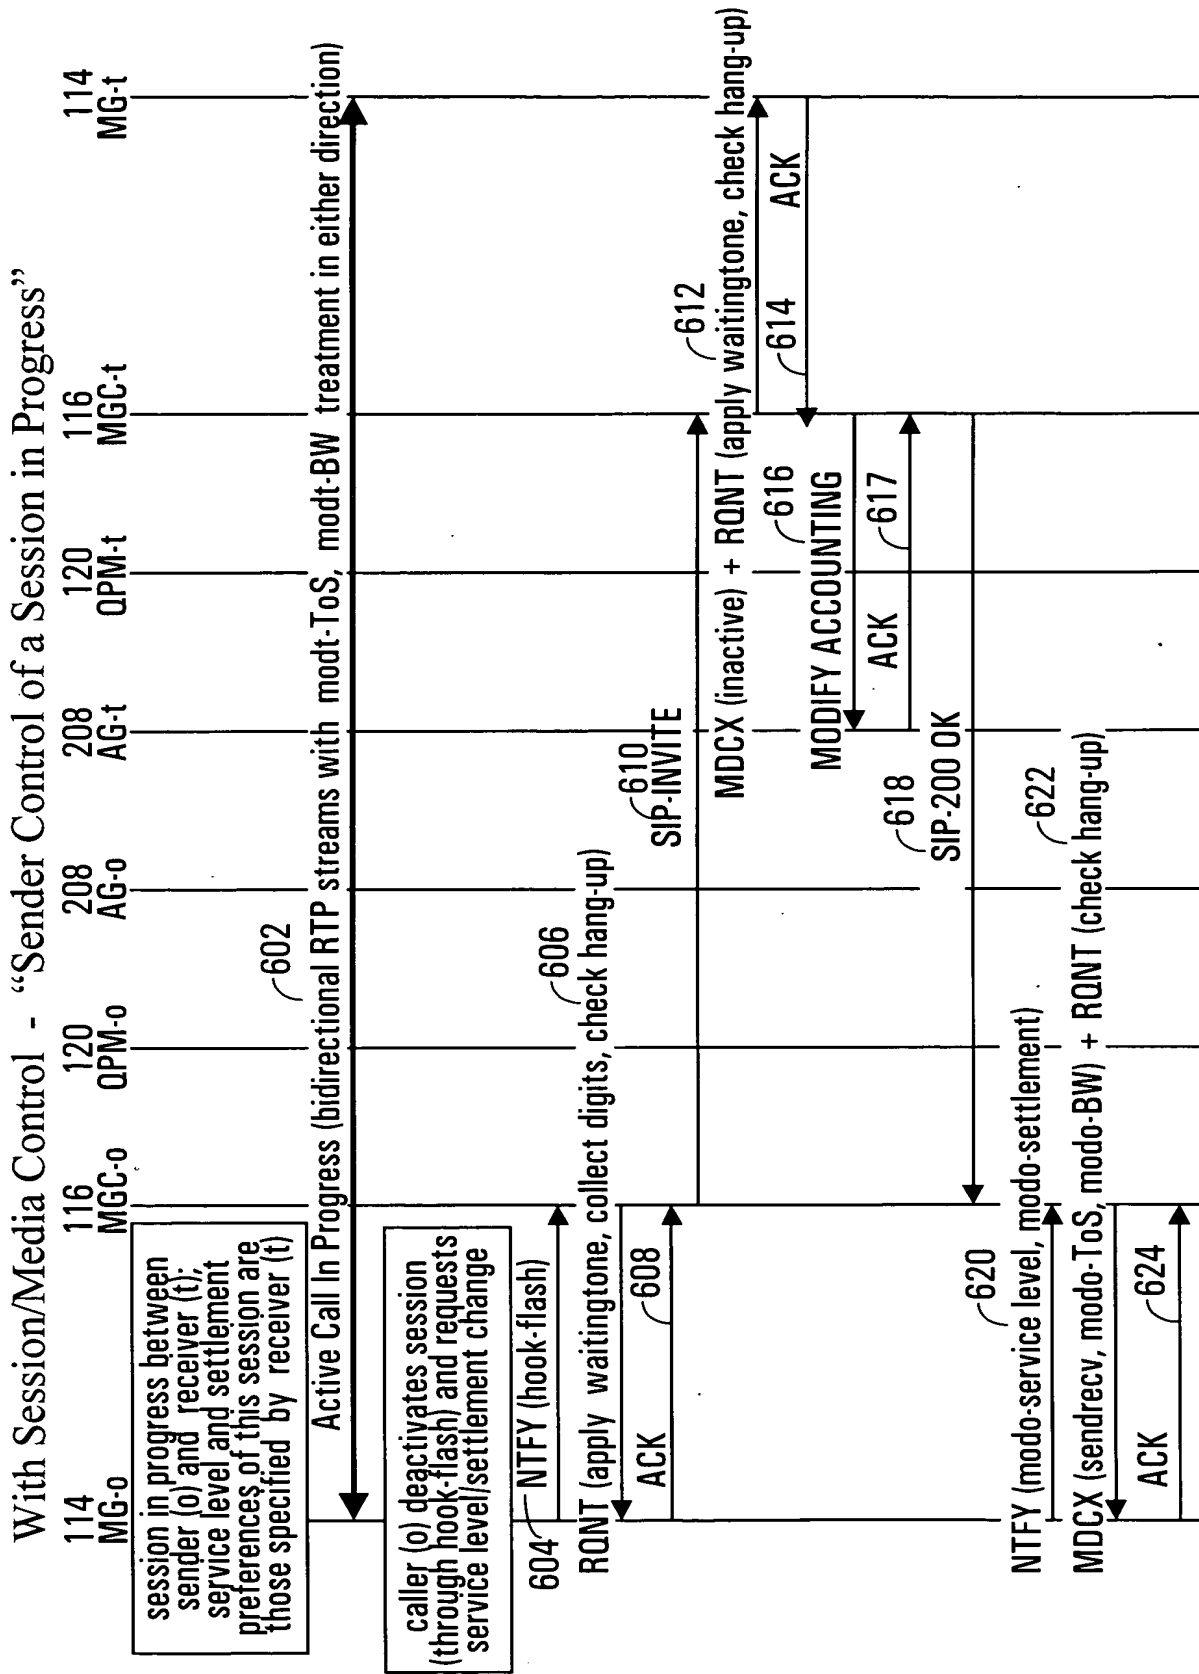 With Session/Media Control - “Sender Control of a Session in Progress”
114
MG-o
116
MGC-o
120
QPM-o
208
AG-o
208
AG-t
120
QPM-t
116
MGC-t
114
MG-t
session in progress between
sender (o) and receiver (t);
service level and settlement
preferences of this session are
those specified by receiver (t)
602
Active Call In Progress (bidirectional RTP streams with modt-ToS, modt-BW treatment in either direction)
caller (o) deactivates session
(through hook-flash) and requests
service level/settlement change
604 NTFY (hook-flash)
606
RQNT (apply waitingtone, collect digits, check hang-up)
ACK 608
610
SIP-INVITE
612
MDCX (inactive) + RQNT (apply waitingtone, check hang-up)
614 ACK
616
MODIFY ACCOUNTING
ACK 617
618
SIP-200 OK
620
NTFY (modo-service level, modo-settlement)
622
MDCX (sendrecv, modo-ToS, modo-BW) + RQNT (check hang-up)
ACK 624